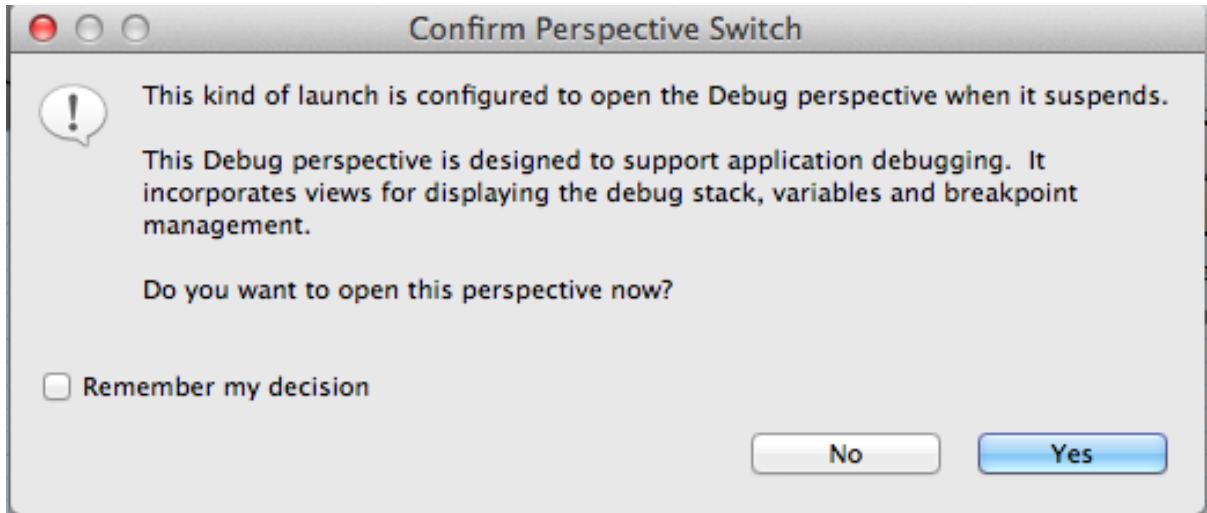 Confirm Perspective Switch
This kind of launch is configured to open the Debug perspective when it suspends.
This Debug perspective is designed to support application debugging.  It
incorporates views for displaying the debug stack, variables and breakpoint
management.
Do you want to open this perspective now?
Remember my decision
No
Yes